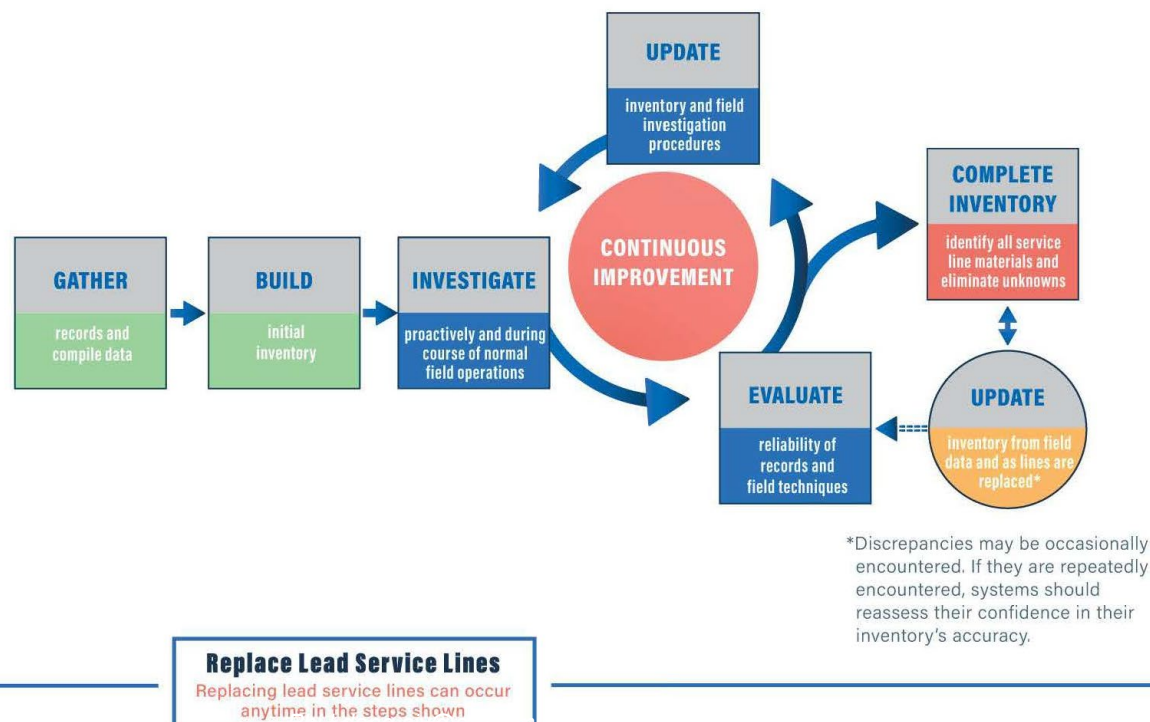 GATHER
records and
compile data
BUILD
initial
inventory
INVESTIGATE
proactively and during
course of normal
field operations
UPDATE
inventory and field
investigation
procedures
CONTINUOUS
IMPROVEMENT
EVALUATE
reliability of
records and
field techniques
COMPLETE
INVENTORY
identify all service
line materials and
eliminate unknowns
UPDATE
inventory from field
data and as lines are
replaced*
*Discrepancies may be occasionally
encountered. If they are repeatedly
encountered, systems should
reassess their confidence in their
inventory's accuracy.
Replace Lead Service Lines
Replacing lead service lines can occur
anytime in the steps shown